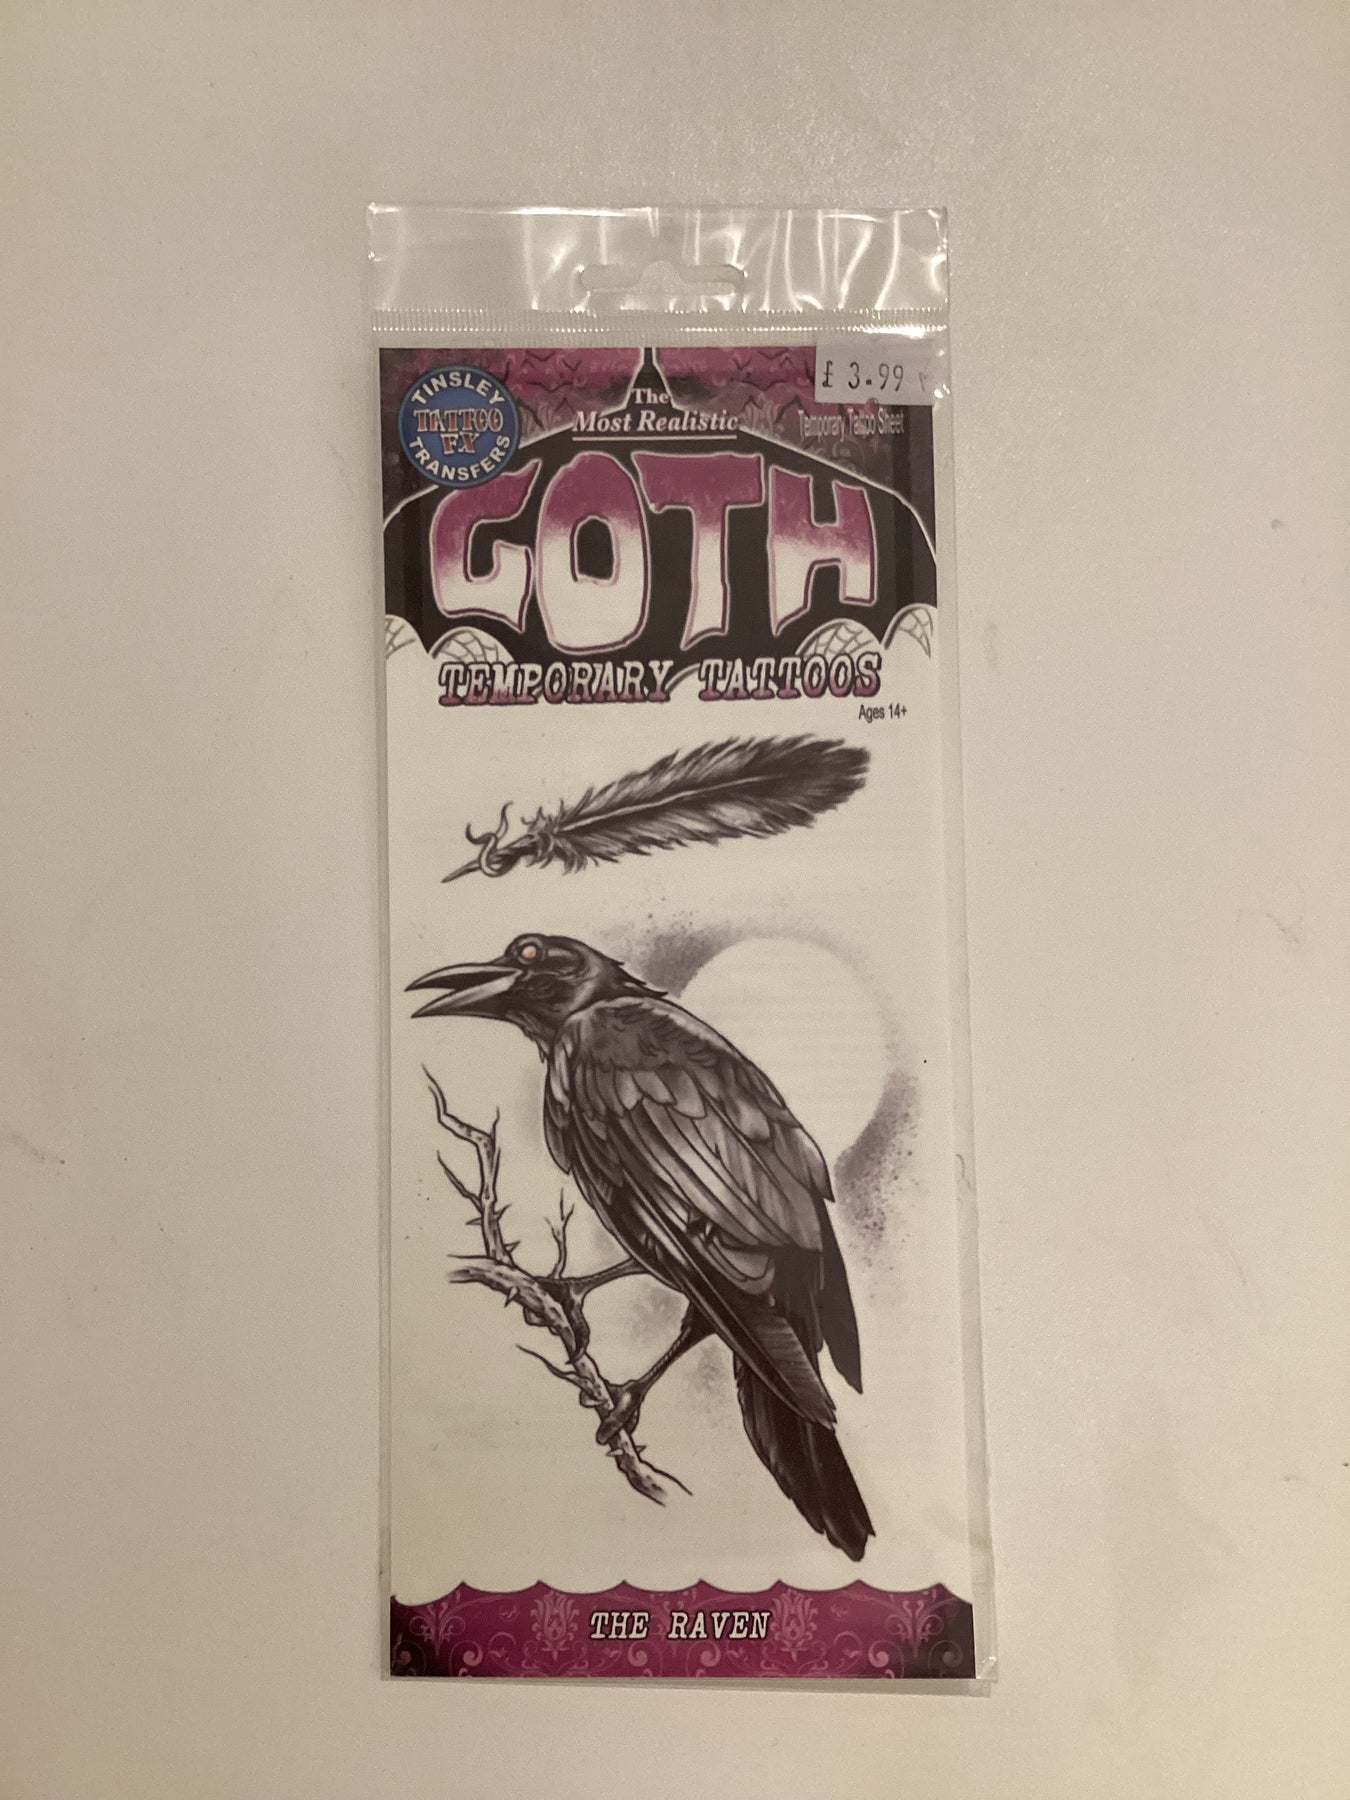 £ 3.99
TINSLEY
TATTOO
FX
TRANSFERS
The
Most Realistic
Temporary Tattoo Sheet
GOTH
TEMPORARY TATTOOS
Ages 14+
THE RAVEN